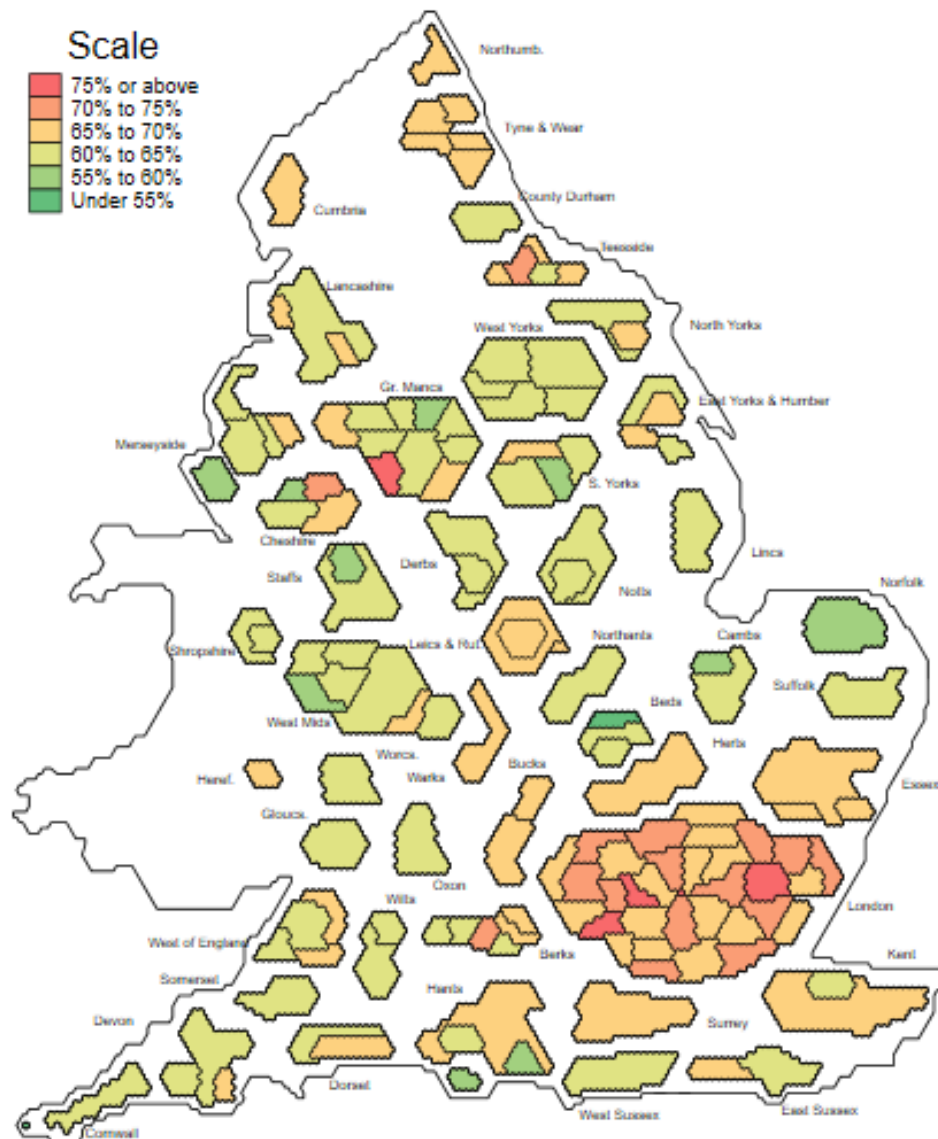 Scale
75% or above
70% to 75%
65% to 70%
60% to 65%
55% to 60%
Under 55%
Northumb.
Tyne & Wear
Cumbria
County Durham
Teesside
Lancashire
West Yorks
North Yorks
Gr. Mancs
East Yorks & Humber
Merseyside
S. Yorks
Cheshire
Staffs
Derbs
Lincs
Notts
Norfolk
Shropshire
Leics & Rut.
Northants
Cambs
Suffolk
West Mids
Beds
Worcs.
Warks
Bucks
Herts
Heref.
Essex
Gloucs.
Oxon
Wilts
London
West of England
Berks
Kent
Somerset
Hants
Devon
Surrey
Dorset
West Sussex
East Sussex
Cornwall